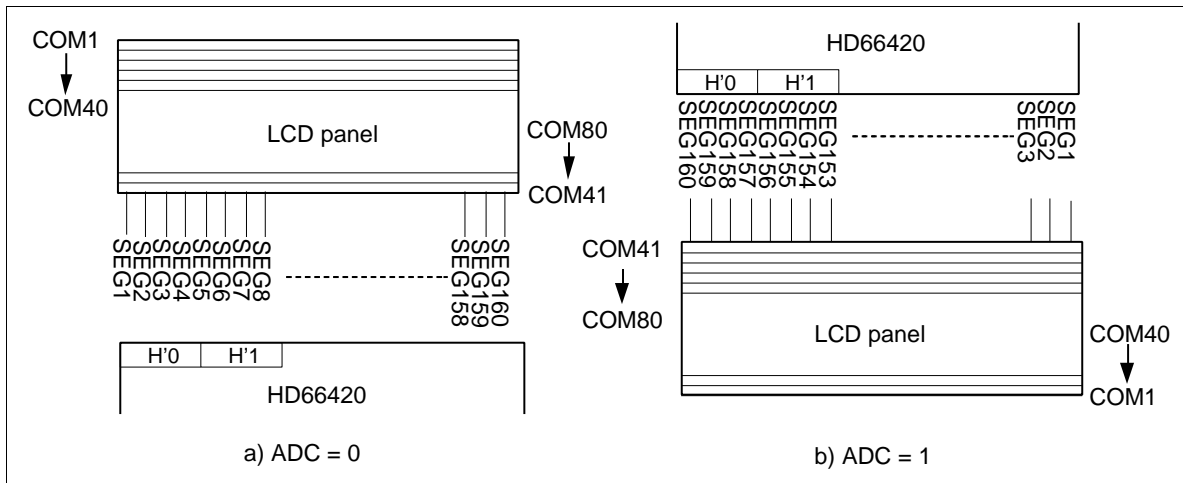 COM1
COM40
LCD panel
COM80
COM41
SEG1
SEG2
SEG3
SEG4
SEG5
SEG6
SEG7
SEG8
SEG158
SEG159
SEG160
H'0 H'1
HD66420
a) ADC = 0
HD66420
H'0 H'1
SEG160
SEG159
SEG158
SEG157
SEG156
SEG155
SEG154
SEG153
SEG3
SEG2
SEG1
COM41
COM80
LCD panel
COM40
COM1
b) ADC = 1